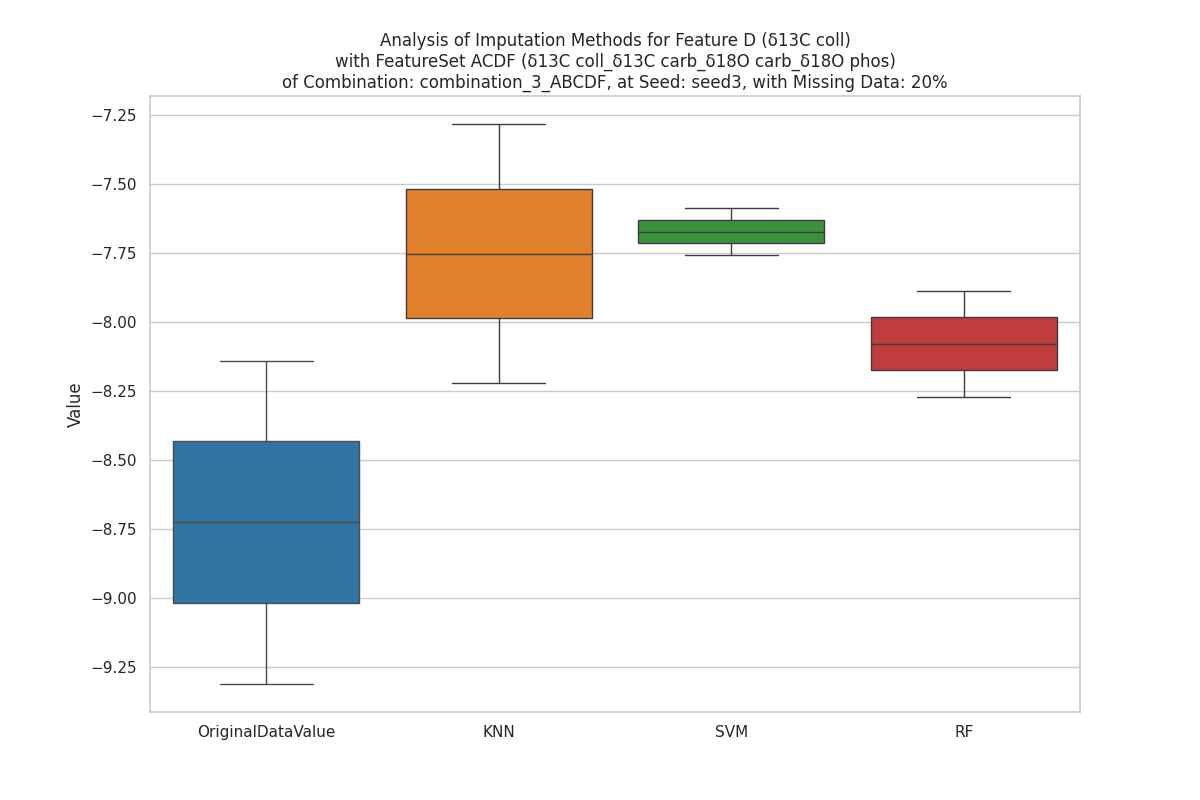 Analysis of Imputation Methods for Feature D (δ13C coll)
with FeatureSet ACDF (δ13C coll_δ13C carb_δ18O carb_δ18O phos)
of Combination: combination_3_ABCDF, at Seed: seed3, with Missing Data: 20%
−7.25
−7.50
−7.75
−8.00
−8.25
−8.50
−8.75
−9.00
−9.25
Value
OriginalDataValue
KNN
SVM
RF